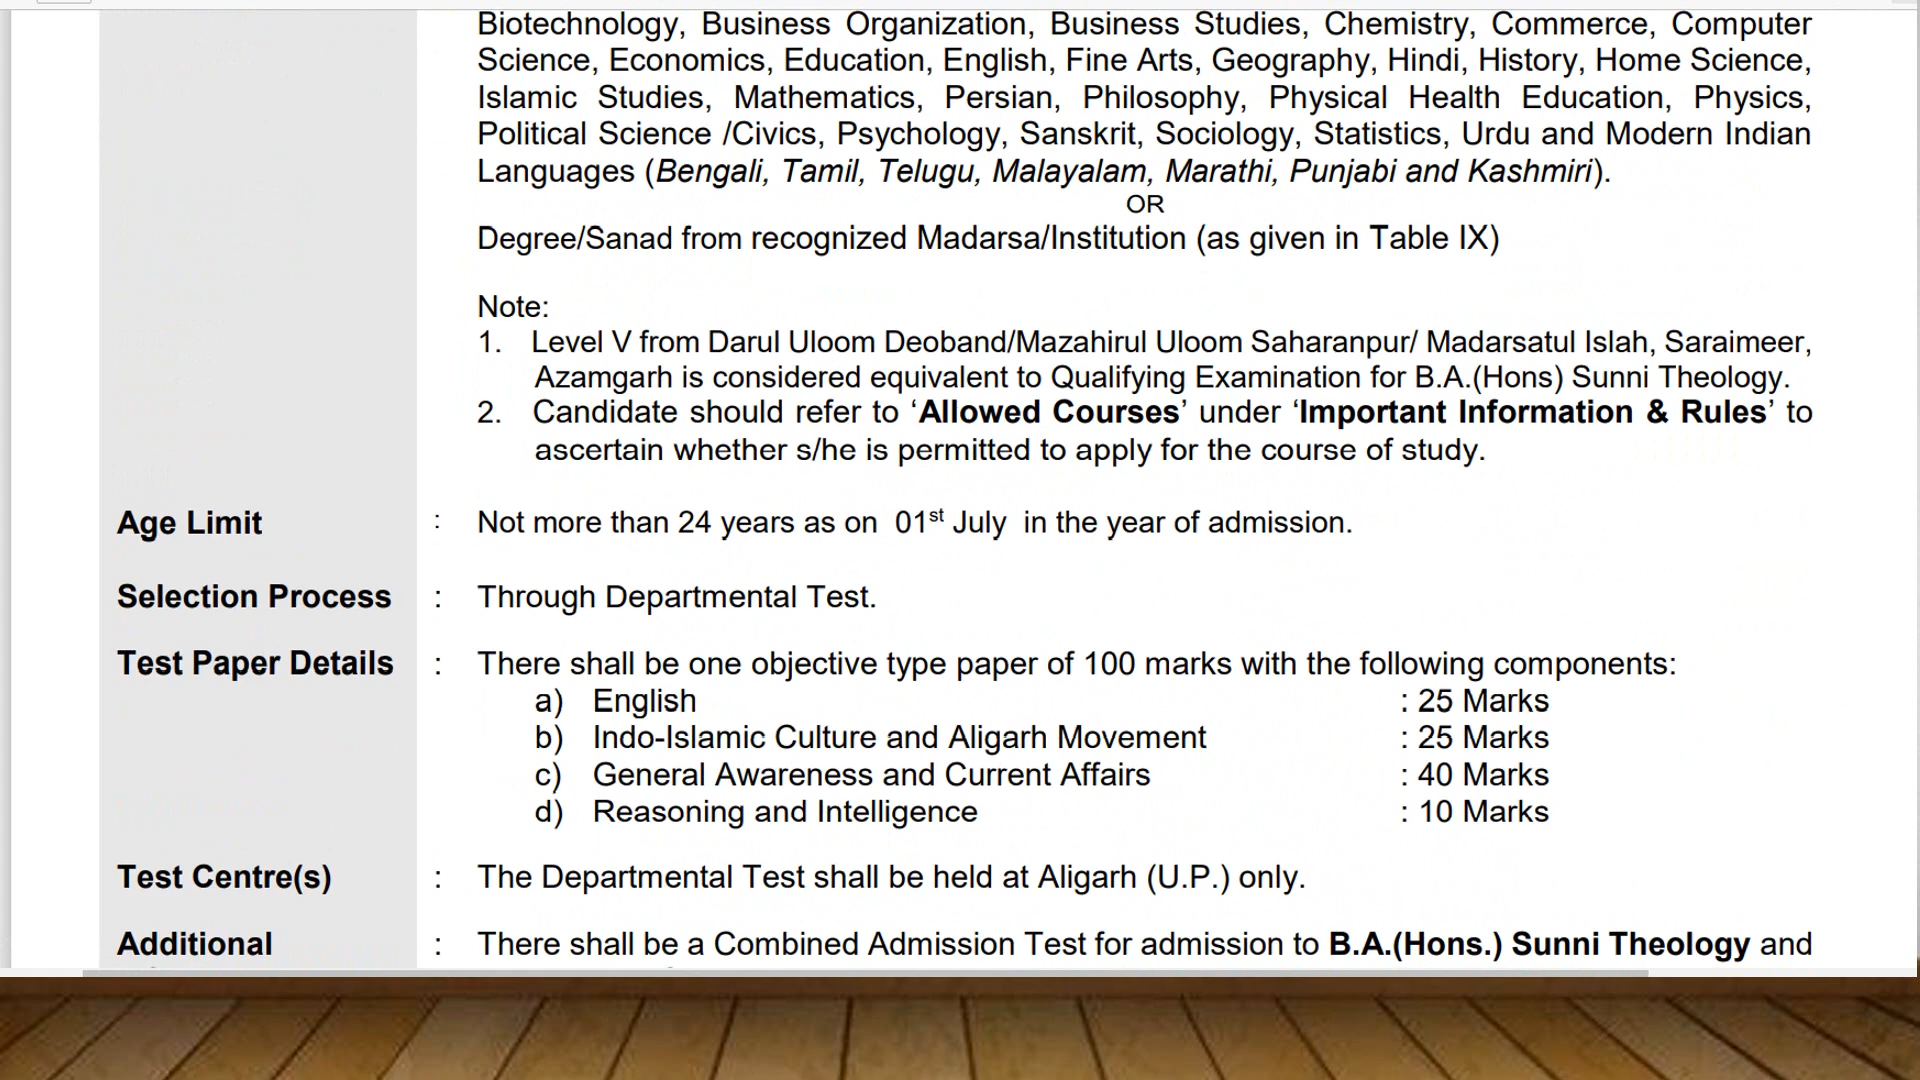 Biotechnology, Business Organization, Business Studies, Chemistry, Commerce, Computer
Science, Economics, Education, English, Fine Arts, Geography, Hindi, History, Home Science,
Islamic Studies, Mathematics, Persian, Philosophy, Physical Health Education, Physics,
Political Science /Civics, Psychology, Sanskrit, Sociology, Statistics, Urdu and Modern Indian
Languages (Bengali, Tamil, Telugu, Malayalam, Marathi, Punjabi and Kashmiri).
OR
Degree/Sanad from recognized Madarsa/Institution (as given in Table IX)
Note:
1. Level V from Darul Uloom Deoband/Mazahirul Uloom Saharanpur/ Madarsatul Islah, Saraimeer,
Azamgarh is considered equivalent to Qualifying Examination for B.A.(Hons) Sunni Theology.
2. Candidate should refer to ‘Allowed Courses’ under ‘Important Information & Rules’ to
ascertain whether s/he is permitted to apply for the course of study.
Age Limit : Not more than 24 years as on 01st July in the year of admission.
Selection Process : Through Departmental Test.
Test Paper Details : There shall be one objective type paper of 100 marks with the following components:
a) English : 25 Marks
b) Indo-Islamic Culture and Aligarh Movement : 25 Marks
c) General Awareness and Current Affairs : 40 Marks
d) Reasoning and Intelligence : 10 Marks
Test Centre(s) : The Departmental Test shall be held at Aligarh (U.P.) only.
Additional : There shall be a Combined Admission Test for admission to B.A.(Hons.) Sunni Theology and